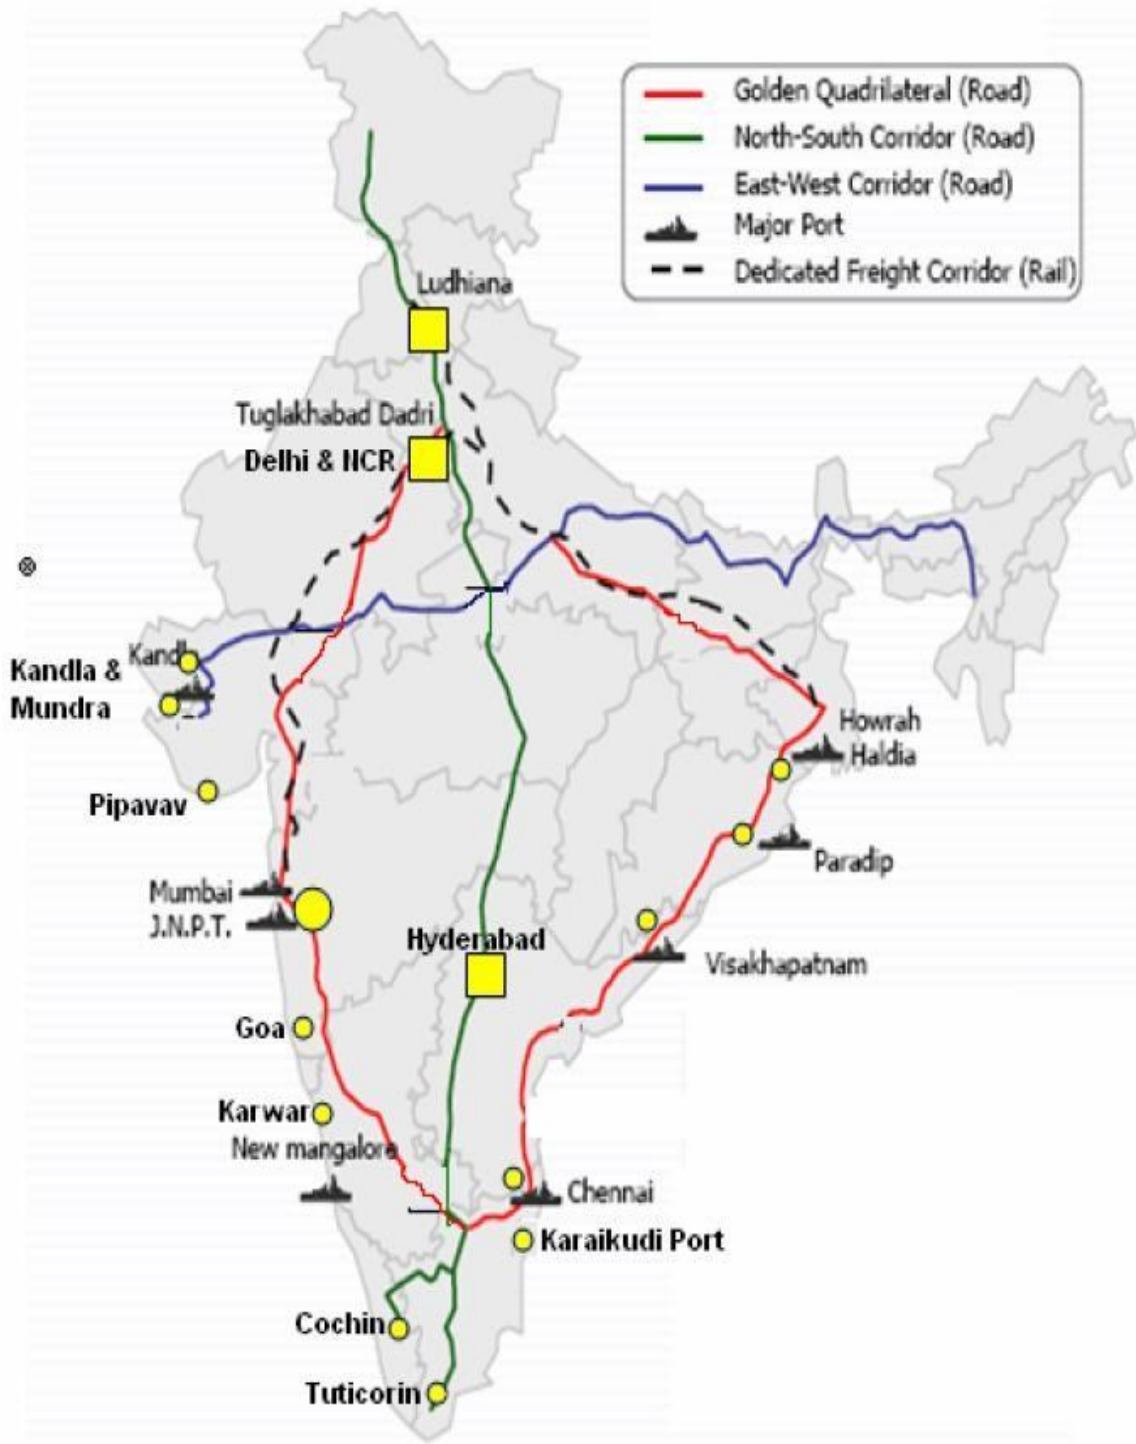 Golden Quadrilateral (Road)
North-South Corridor (Road)
East-West Corridor (Road)
Major Port
Dedicated Freight Corridor (Rail)
Ludhiana
Tuglakhabad Dadri
Delhi & NCR
Kandla
Kandla &
Mundra
Howrah
Haldia
Pipavav
Paradip
Mumbai
J.N.P.T.
Hyderabad
Visakhapatnam
Goa
Karwar
New mangalore
Chennai
Karaikudi Port
Cochin
Tuticorin